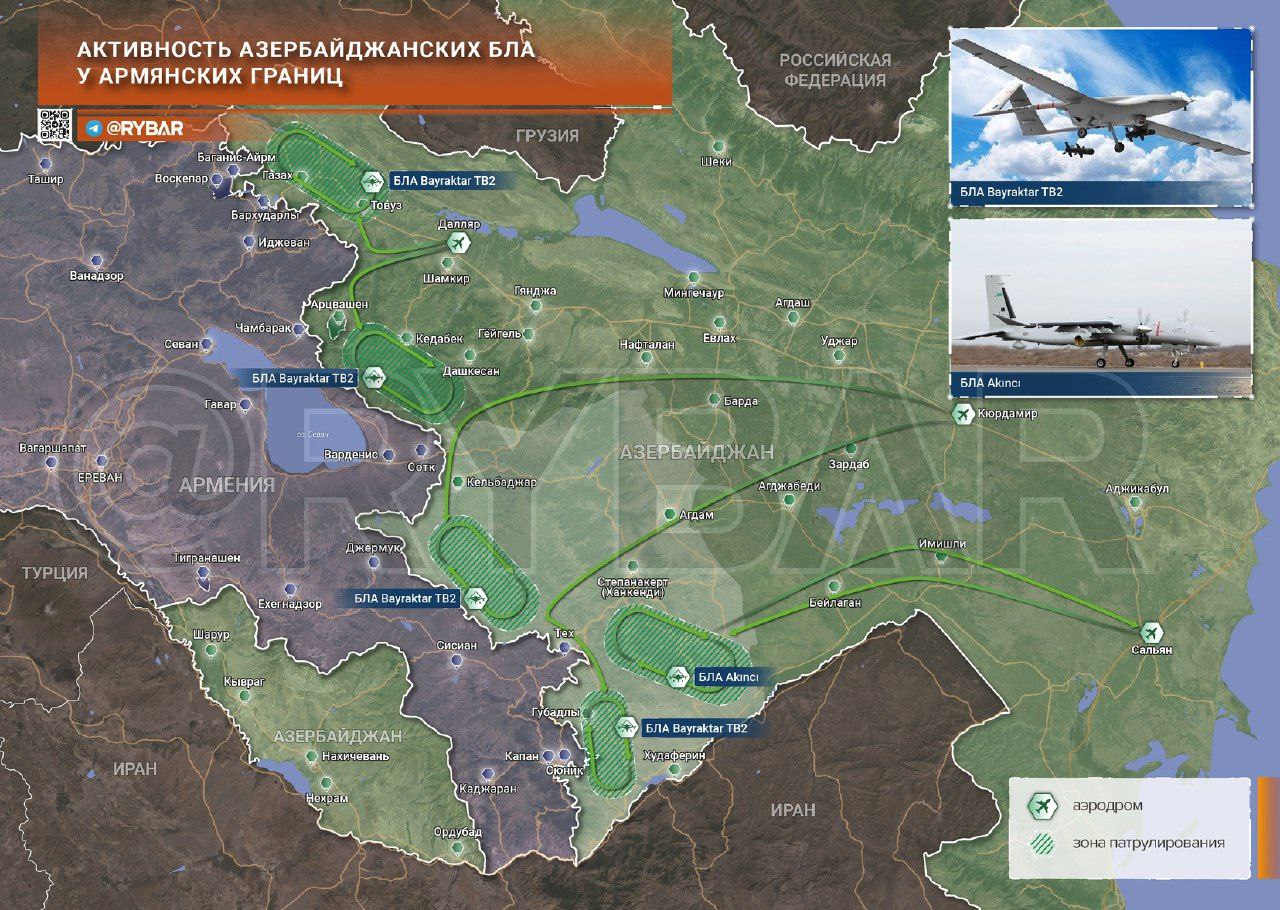 АКТИВНОСТЬ АЗЕРБАЙДЖАНСКИХ БЛА
У АРМЯНСКИХ ГРАНИЦ
@RYBAR
РОССИЙСКАЯ
ФЕДЕРАЦИЯ
ГРУЗИЯ
БЛА Bayraktar TB2
БЛА Akıncı
Ташир
Баганис-Айрм
Воскепар
Газах
БЛА Bayraktar TB2
Шеки
Товуз
Бархударлы
Иджеван
Далляр
Ванадзор
Шамкир
Мингечаур
Гянджа
Агдаш
Арцвашен
Чамбарак
Кедабек
Гёйгель
Евлах
Севан
Нафталан
Уджар
Дашкесан
БЛА Bayraktar TB2
Гавар
Барда
Кюрдамир
Вагаршапат
оз. Севан
Варденис
Сотк
АЗЕРБАЙДЖАН
Зардаб
ЕРЕВАН
АРМЕНИЯ
Кельбаджар
Агджабеди
Аджикабул
Агдам
@RYBAR
Джермук
Имишли
Тигранашен
ТУРЦИЯ
Степанакерт
(Ханкенди)
Ехегнадзор
БЛА Bayraktar TB2
Бейлаган
Шарур
Тех
Сисиан
Сальян
Кывраг
БЛА Akıncı
Губадлы
БЛА Bayraktar TB2
АЗЕРБАЙДЖАН
Нахичевань
Капан
Сюник
Худаферин
ИРАН
Каджаран
Нехрам
ИРАН
Ордубад
аэродром
зона патрулирования